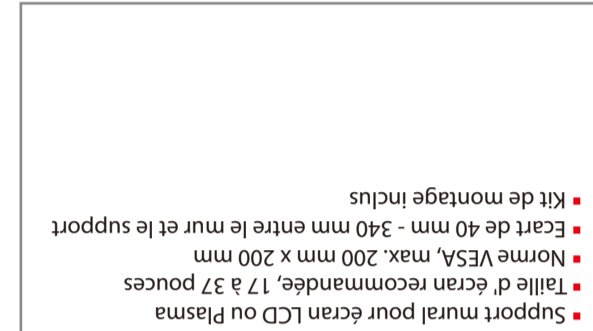 ▪ Support mural pour écran LCD ou Plasma
▪ Taille d' écran recommandée, 17 à 37 pouces
▪ Norme VESA, max. 200 mm x 200 mm
▪ Ecart de 40 mm - 340 mm entre le mur et le support
▪ Kit de montage inclus